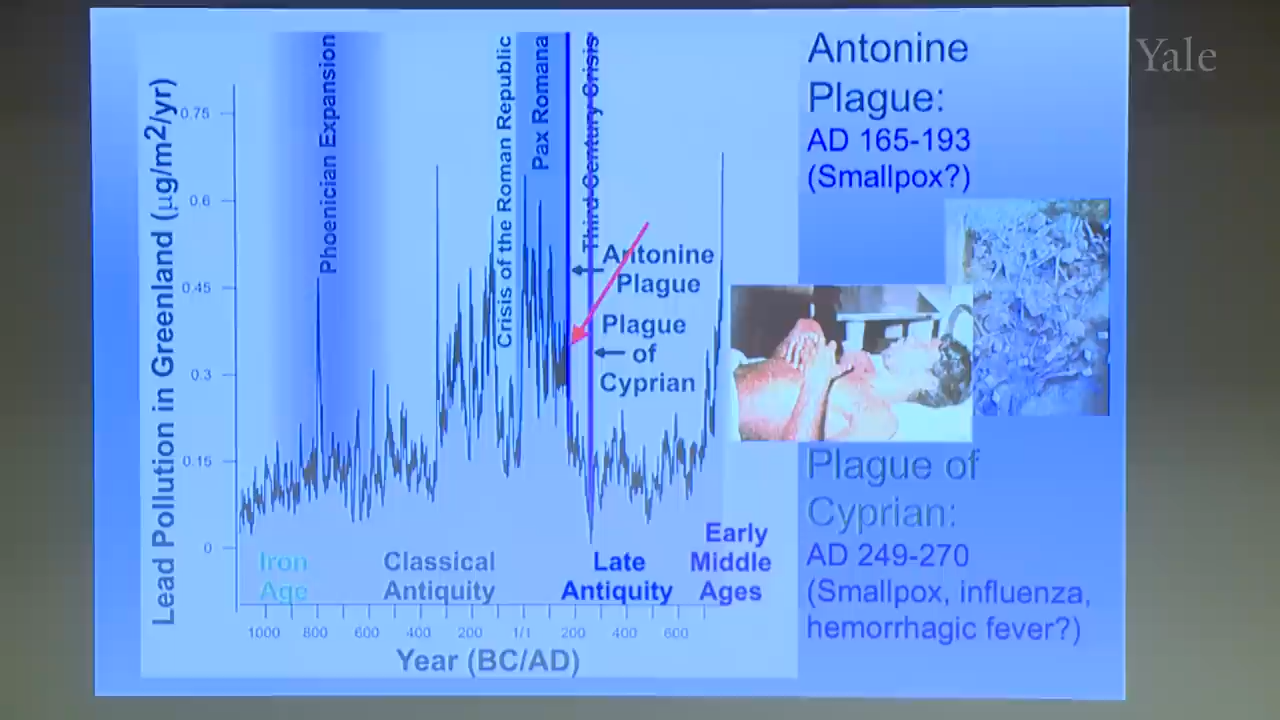 Yale
Lead Pollution in Greenland (µg/m2/yr)
0.75
0.6
0.45
0.3
0.15
0
Phoenician Expansion
Crisis of the Roman Republic
Pax Romana
Third Century Crisis
Antonine
Plague
Plague
of
Cyprian
Iron
Age
Classical
Antiquity
Late
Antiquity
Early
Middle
Ages
1000 800 600 400 200 1/1 200 400 600
Year (BC/AD)
Antonine
Plague:
AD 165-193
(Smallpox?)
Plague of
Cyprian:
AD 249-270
(Smallpox, influenza,
hemorrhagic fever?)